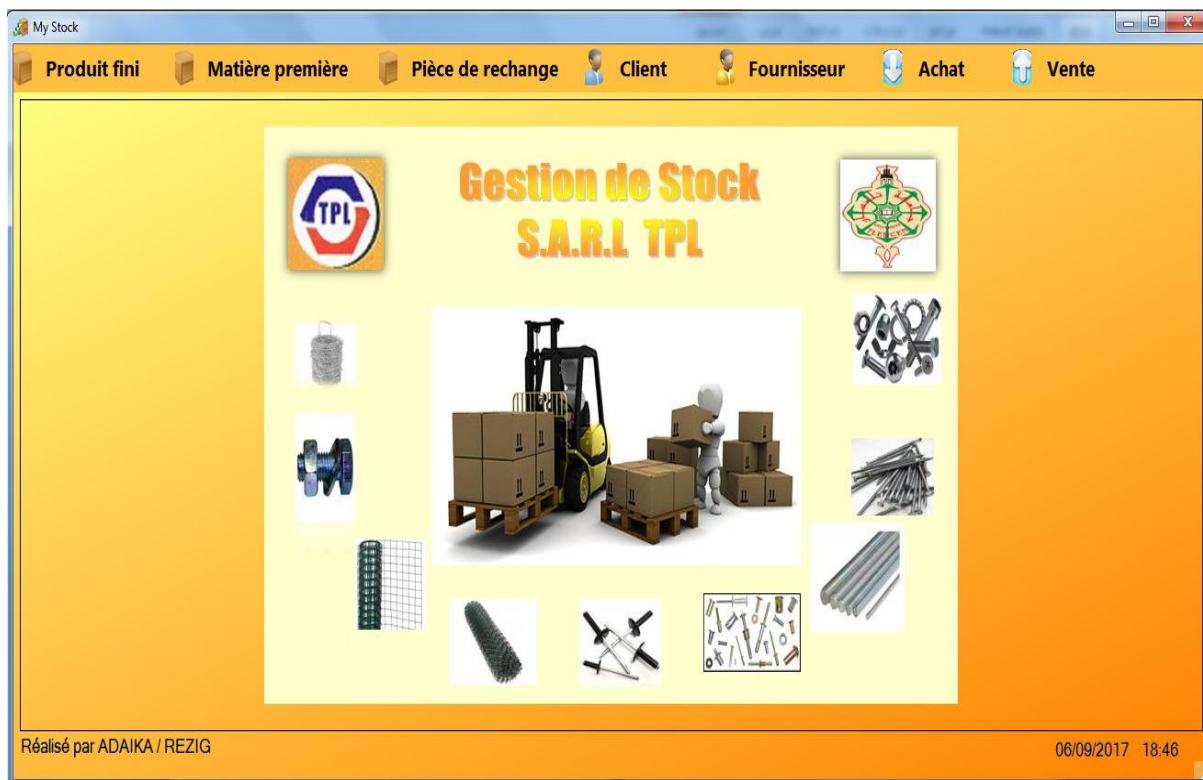 My Stock
Produit fini Matière première Pièce de rechange Client Fournisseur Achat Vente
Gestion de Stock
S.A.R.L TPL
TPL
Réalisé par ADAIKA / REZIG
06/09/2017 18:46